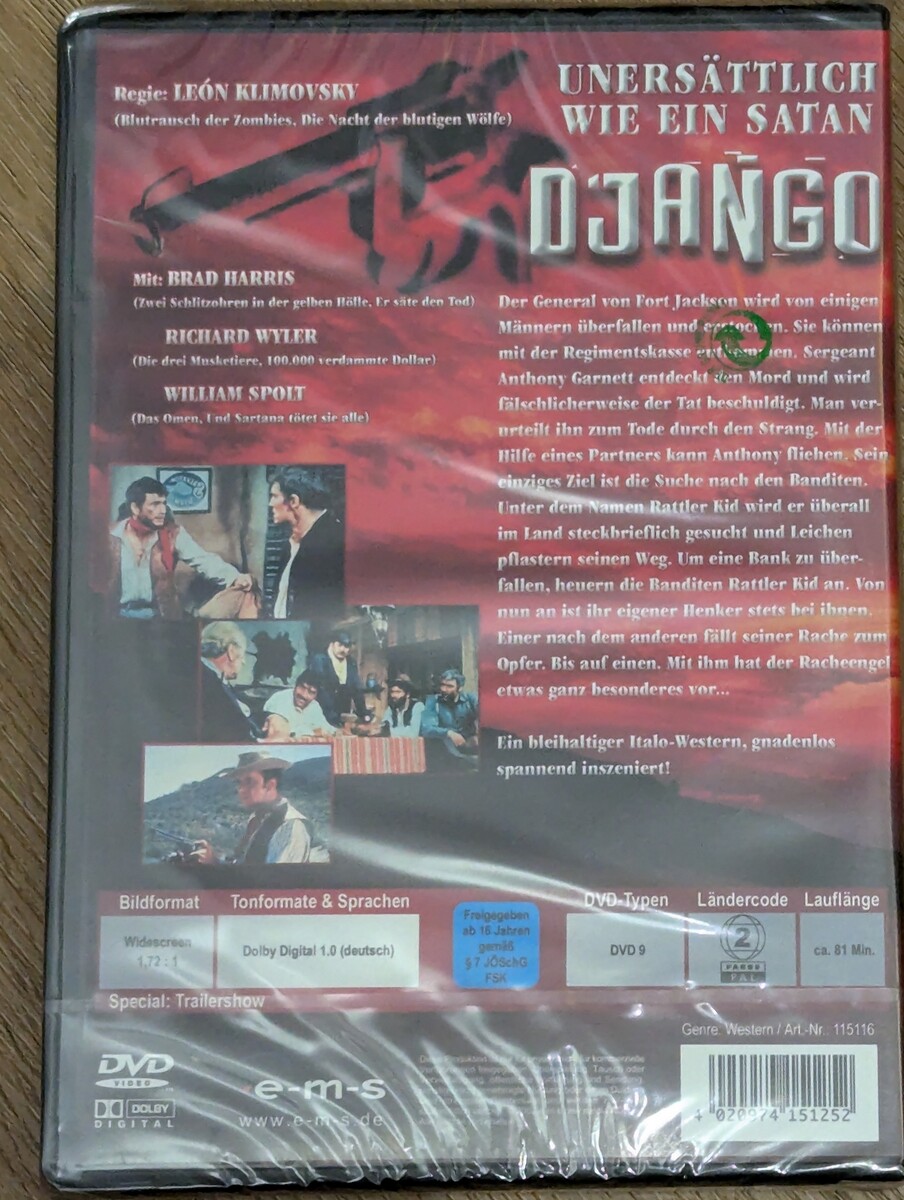 Regie: LEÓN KLIMOVSKY
(Blutrausch der Zombies, Die Nacht der blutigen Wölfe)
UNERSÄTTLICH
WIE EIN SATAN
DJANGO
Mit: BRAD HARRIS
(Zwei Schlitzohren in der gelben Hölle, Er säte den Tod)
RICHARD WYLER
(Die drei Musketiere, 100.000 verdammte Dollar)
WILLIAM SPOLT
(Das Omen, Und Sartana tötet sie alle)
Der General von Fort Jackson wird von einigen
Männern überfallen und erstochen. Sie können
mit der Regimentskasse entkommen. Sergeant
Anthony Garnett entdeckt den Mord und wird
fälschlicherweise der Tat beschuldigt. Man ver-
urteilt ihn zum Tode durch den Strang. Mit der
Hilfe eines Partners kann Anthony fliehen. Sein
einziges Ziel ist die Suche nach den Banditen.
Unter dem Namen Rattler Kid wird er überall
im Land steckbrieflich gesucht und Leichen
pflastern seinen Weg. Um eine Bank zu über-
fallen, heuern die Banditen Rattler Kid an. Von
nun an ist ihr eigener Henker stets bei ihnen.
Einer nach dem anderen fällt seiner Rache zum
Opfer. Bis auf einen. Mit ihm hat der Racheengel
etwas ganz besonderes vor...
Ein bleihaltiger Italo-Western, gnadenlos
spannend inszeniert!
Bildformat
Widescreen
1,72 : 1
Tonformate & Sprachen
Dolby Digital 1.0 (deutsch)
Freigegeben
ab 16 Jahren
gemäß
§ 7 JÖSchG
FSK
DVD-Typen
DVD 9
Ländercode
2
FARBE
PAL
Lauflänge
ca. 81 Min.
Special: Trailershow
Genre: Western / Art.-Nr.: 115116
DVD
VIDEO
DOLBY
DIGITAL
e-m-s
www.e-m-s.de
4 020974 151252